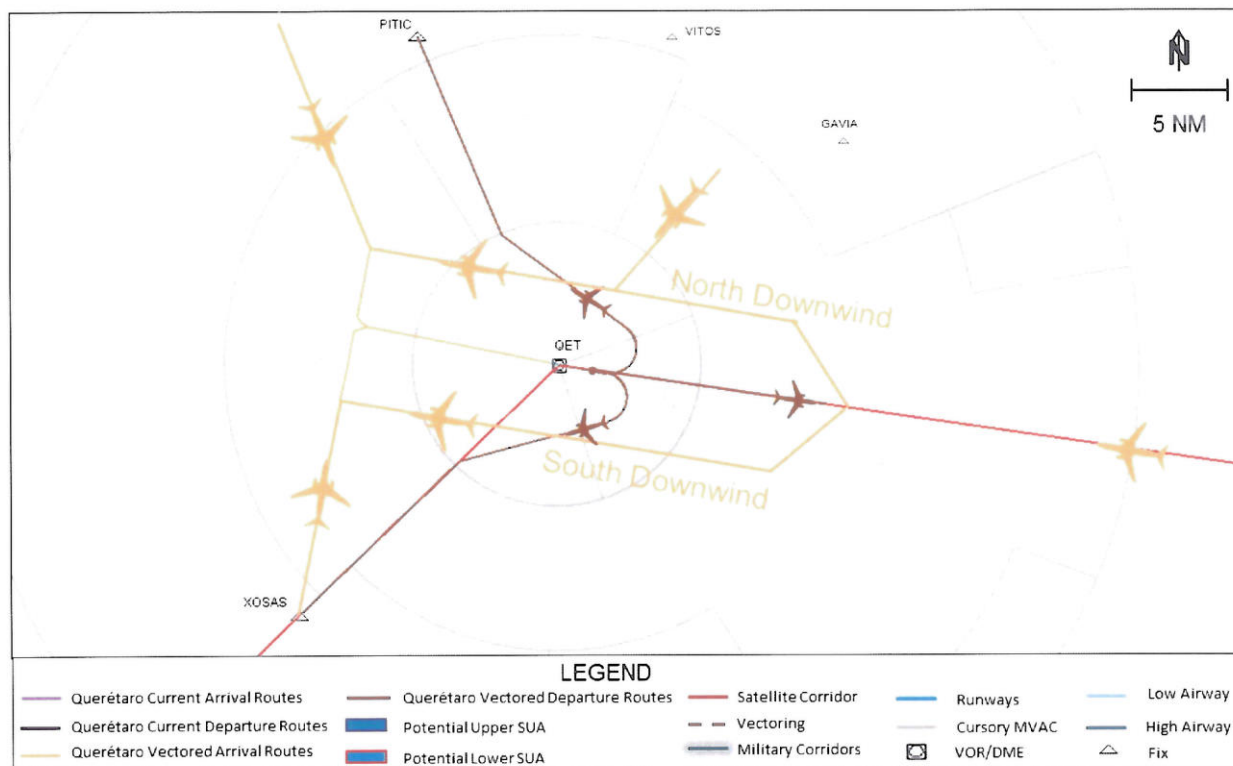 PITIC
VITOS
N
5 NM
GAVIA
North Downwind
QET
South Downwind
XOSAS
LEGEND
Querétaro Current Arrival Routes
Querétaro Vectored Departure Routes
Satellite Corridor
Runways
Low Airway
Querétaro Current Departure Routes
Potential Upper SUA
Vectoring
Cursory MVAC
High Airway
Querétaro Vectored Arrival Routes
Potential Lower SUA
Military Corridors
VOR/DME
Fix